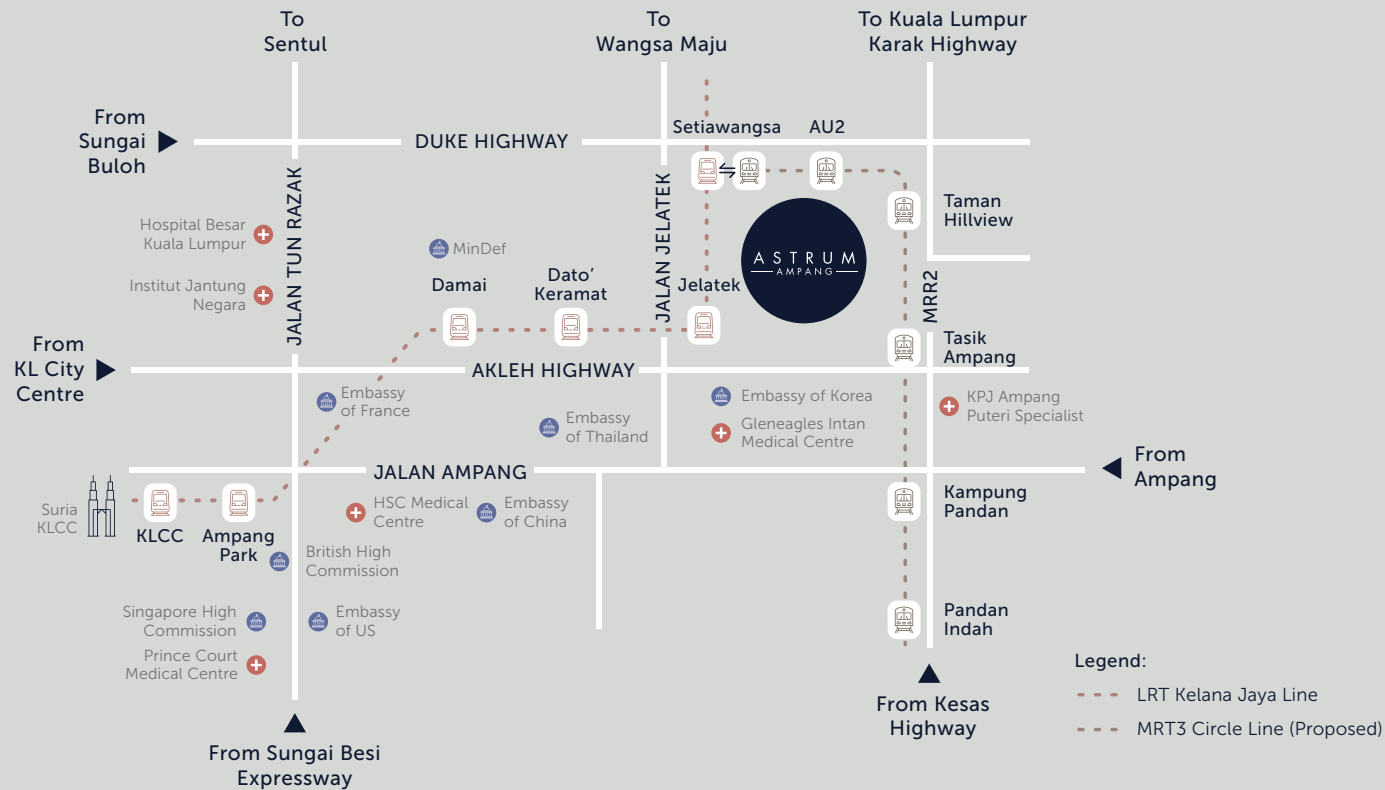 To
Sentul
To
Wangsa Maju
To Kuala Lumpur
Karak Highway
From
Sungai
Buloh
DUKE HIGHWAY
Setiawangsa
AU2
JALAN TUN RAZAK
JALAN JELATEK
Taman
Hillview
Hospital Besar
Kuala Lumpur
MinDef
ASTRUM
AMPANG
Institut Jantung
Negara
Damai
Dato’
Keramat
Jelatek
MRR2
From
KL City
Centre
Tasik
Ampang
AKLEH HIGHWAY
Embassy
of France
Embassy
of Thailand
Embassy of Korea
Gleneagles Intan
Medical Centre
KPJ Ampang
Puteri Specialist
JALAN AMPANG
From
Ampang
Suria
KLCC
KLCC
Ampang
Park
HSC Medical
Centre
Embassy
of China
Kampung
Pandan
British High
Commission
Singapore High
Commission
Embassy
of US
Prince Court
Medical Centre
Pandan
Indah
From Sungai Besi
Expressway
From Kesas
Highway
Legend:
LRT Kelana Jaya Line
MRT3 Circle Line (Proposed)